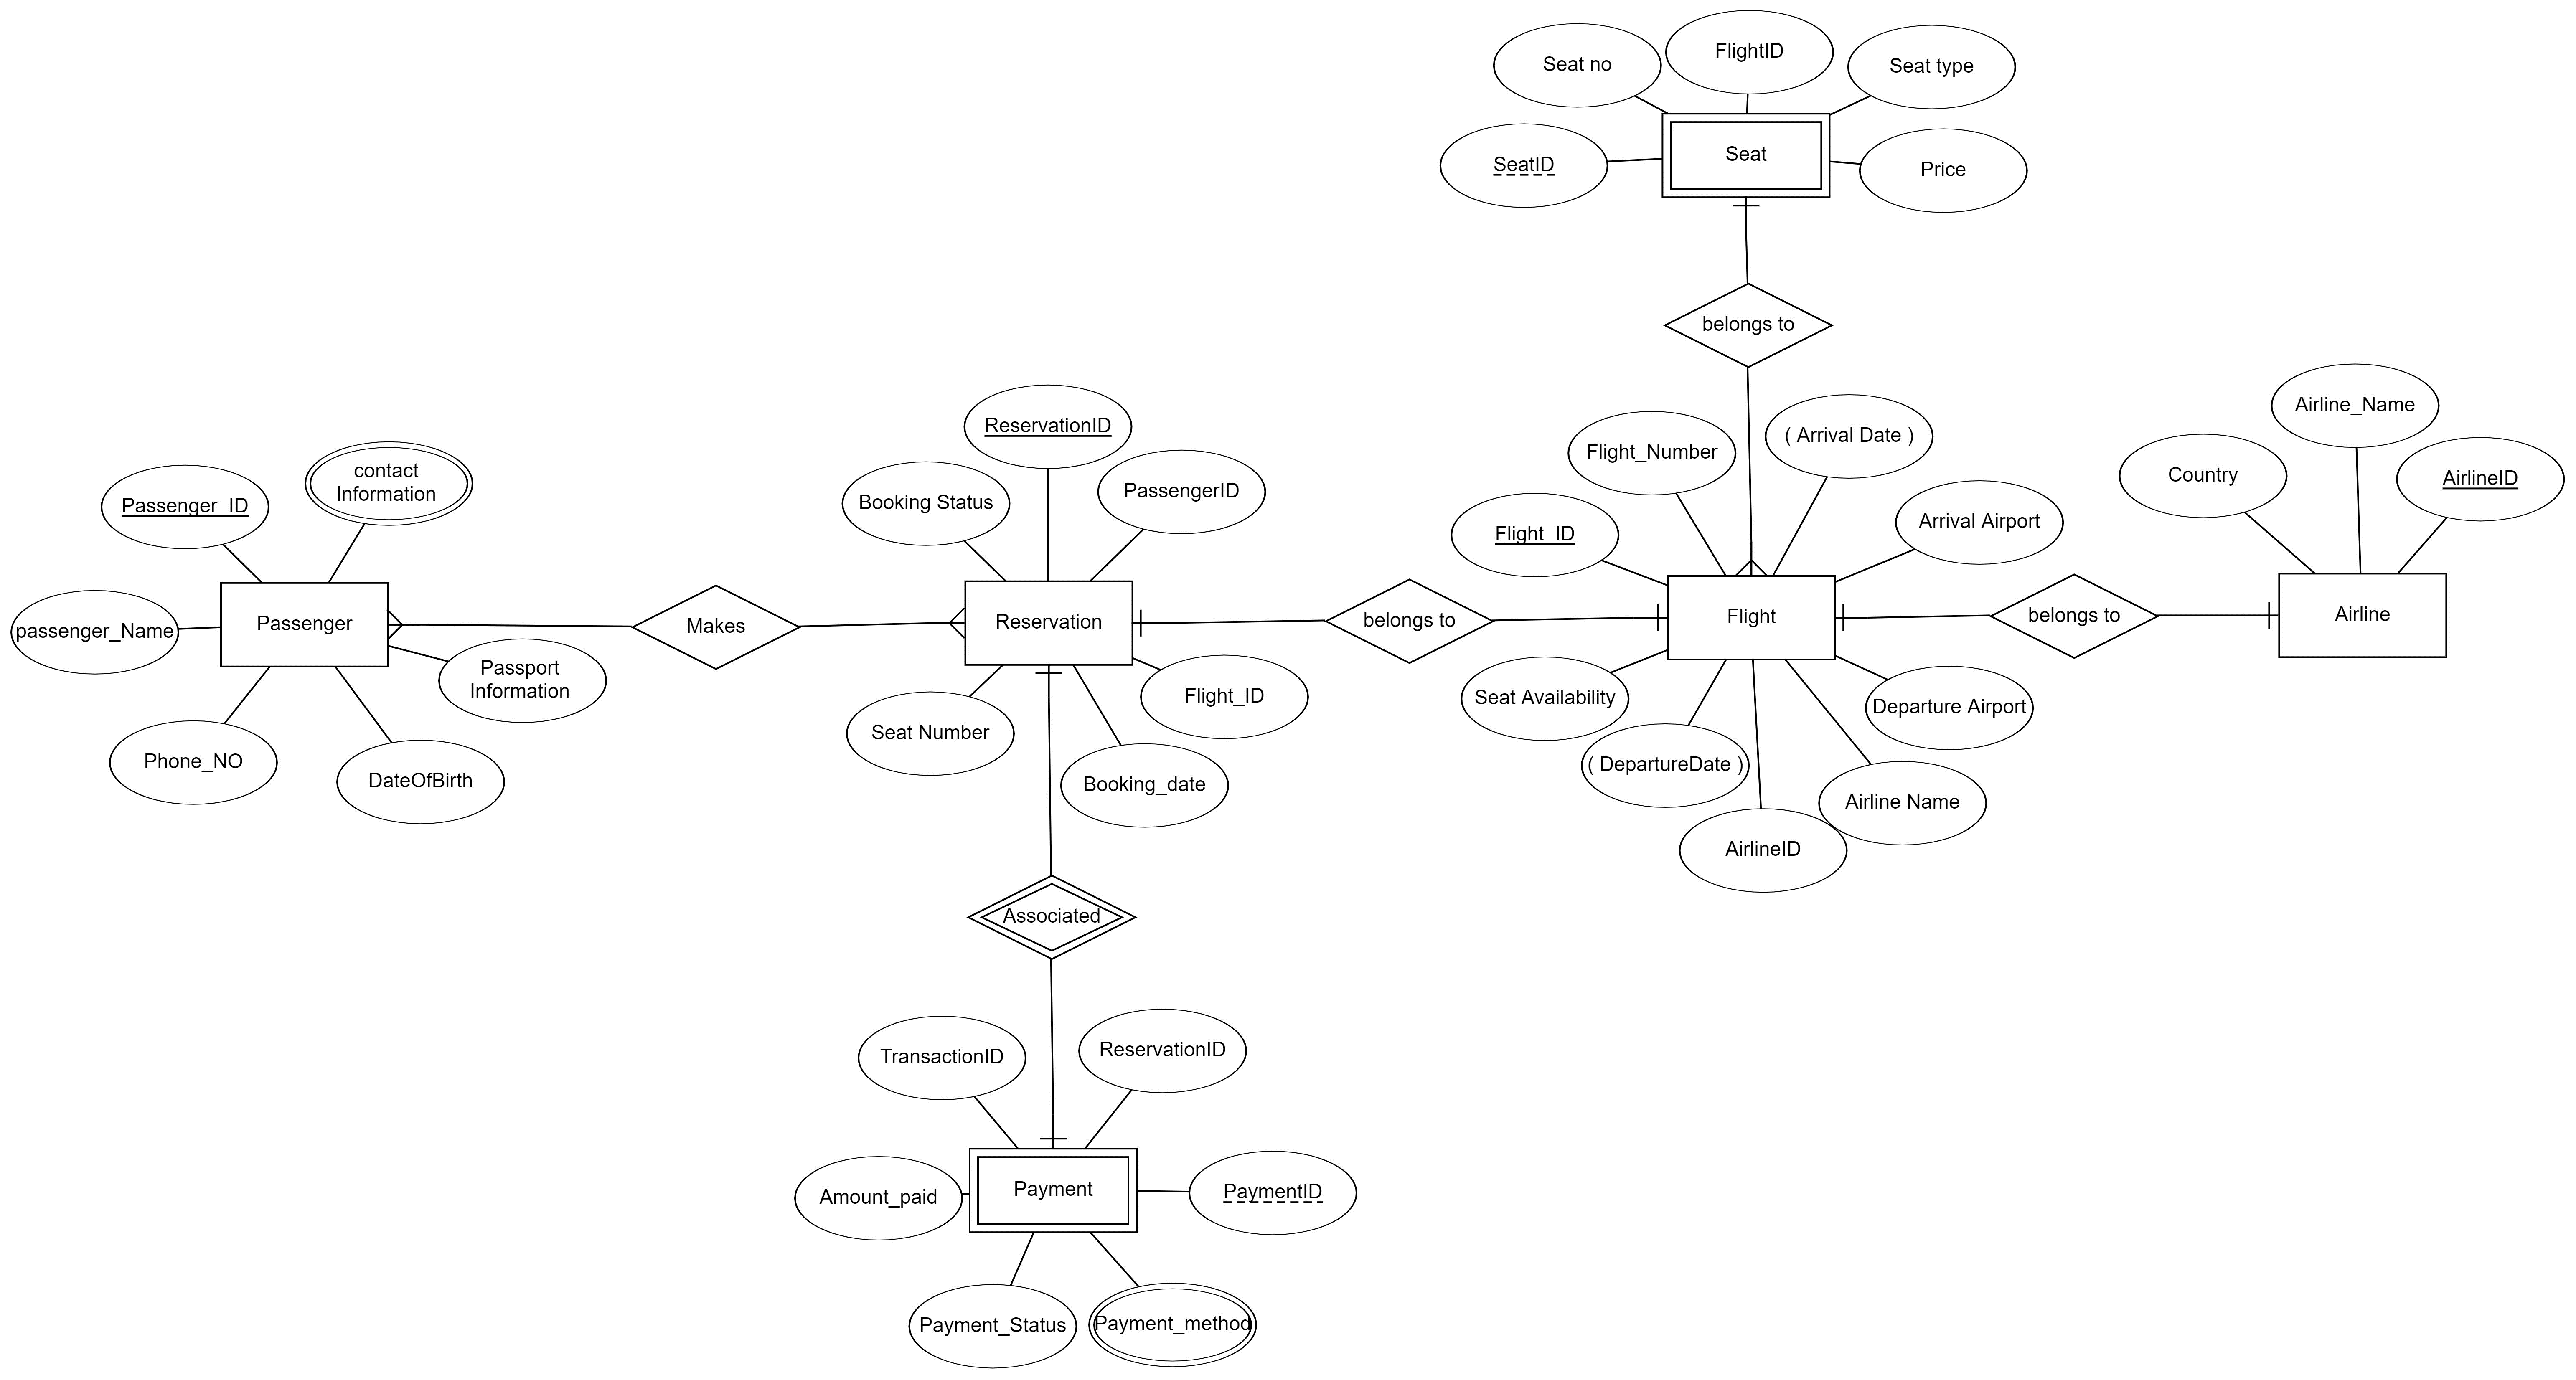 Seat no
FlightID
Seat type
SeatID
Seat
Price
belongs to
Flight_Number
( Arrival Date )
Flight_ID
Arrival Airport
Flight
Seat Availability
( DepartureDate )
AirlineID
Airline Name
Departure Airport
belongs to
Country
Airline_Name
AirlineID
Airline
Passenger_ID
contact
Information
passenger_Name
Passenger
Passport
Information
Phone_NO
DateOfBirth
Makes
Booking Status
ReservationID
PassengerID
Reservation
Seat Number
Booking_date
Flight_ID
belongs to
Associated
TransactionID
ReservationID
Amount_paid
Payment
PaymentID
Payment_Status
Payment_method